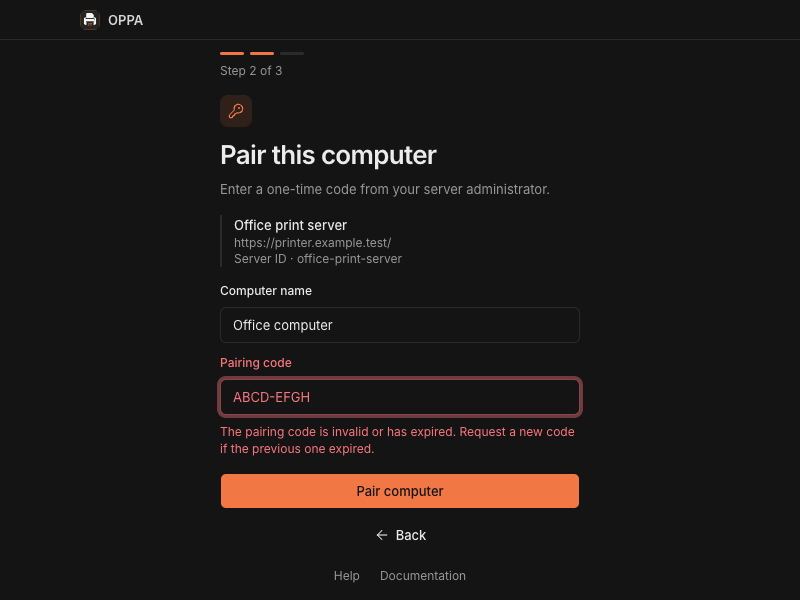 OPPA
Step 2 of 3
Pair this computer
Enter a one-time code from your server administrator.
Office print server
https://printer.example.test/
Server ID · office-print-server
Computer name
Office computer
Pairing code
ABCD-EFGH
The pairing code is invalid or has expired. Request a new code
if the previous one expired.
Pair computer
← Back
Help Documentation